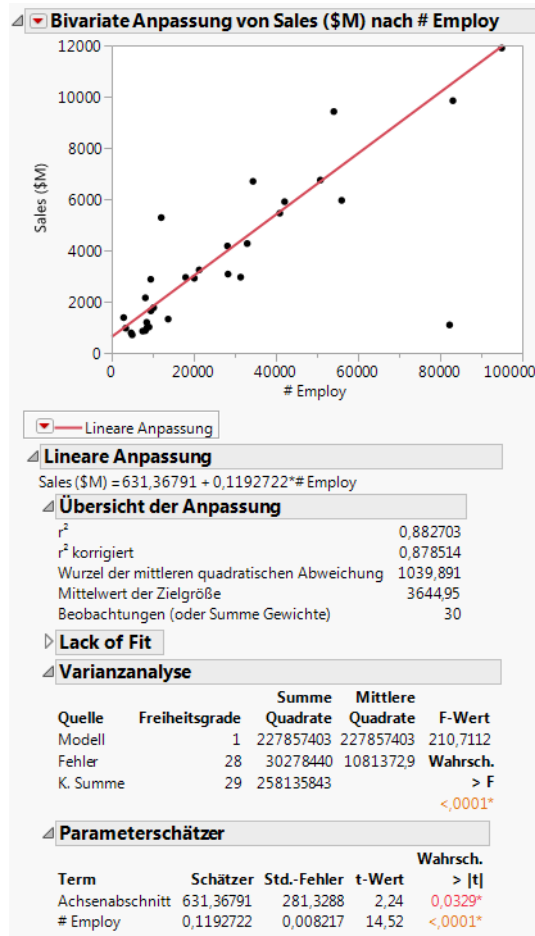 Bivariate Anpassung von Sales ($M) nach # Employ
12000
10000
8000
6000
4000
2000
0
Sales ($M)
0 20000 40000 60000 80000 100000
# Employ
Lineare Anpassung
Lineare Anpassung
Sales ($M) = 631,36791 + 0,1192722*# Employ
Übersicht der Anpassung
r² 0,882703
r² korrigiert 0,878514
Wurzel der mittleren quadratischen Abweichung 1039,891
Mittelwert der Zielgröße 3644,95
Beobachtungen (oder Summe Gewichte) 30
Lack of Fit
Varianzanalyse
Summe Mittlere
Quelle Freiheitsgrade Quadrate Quadrate F-Wert
Modell 1 227857403 227857403 210,7112
Fehler 28 30278440 1081372,9 Wahrsch.
K. Summe 29 258135843 > F
<,0001*
Parameterschätzer
Wahrsch.
Term Schätzer Std.-Fehler t-Wert > |t|
Achsenabschnitt 631,36791 281,3288 2,24 0,0329*
# Employ 0,1192722 0,008217 14,52 <,0001*